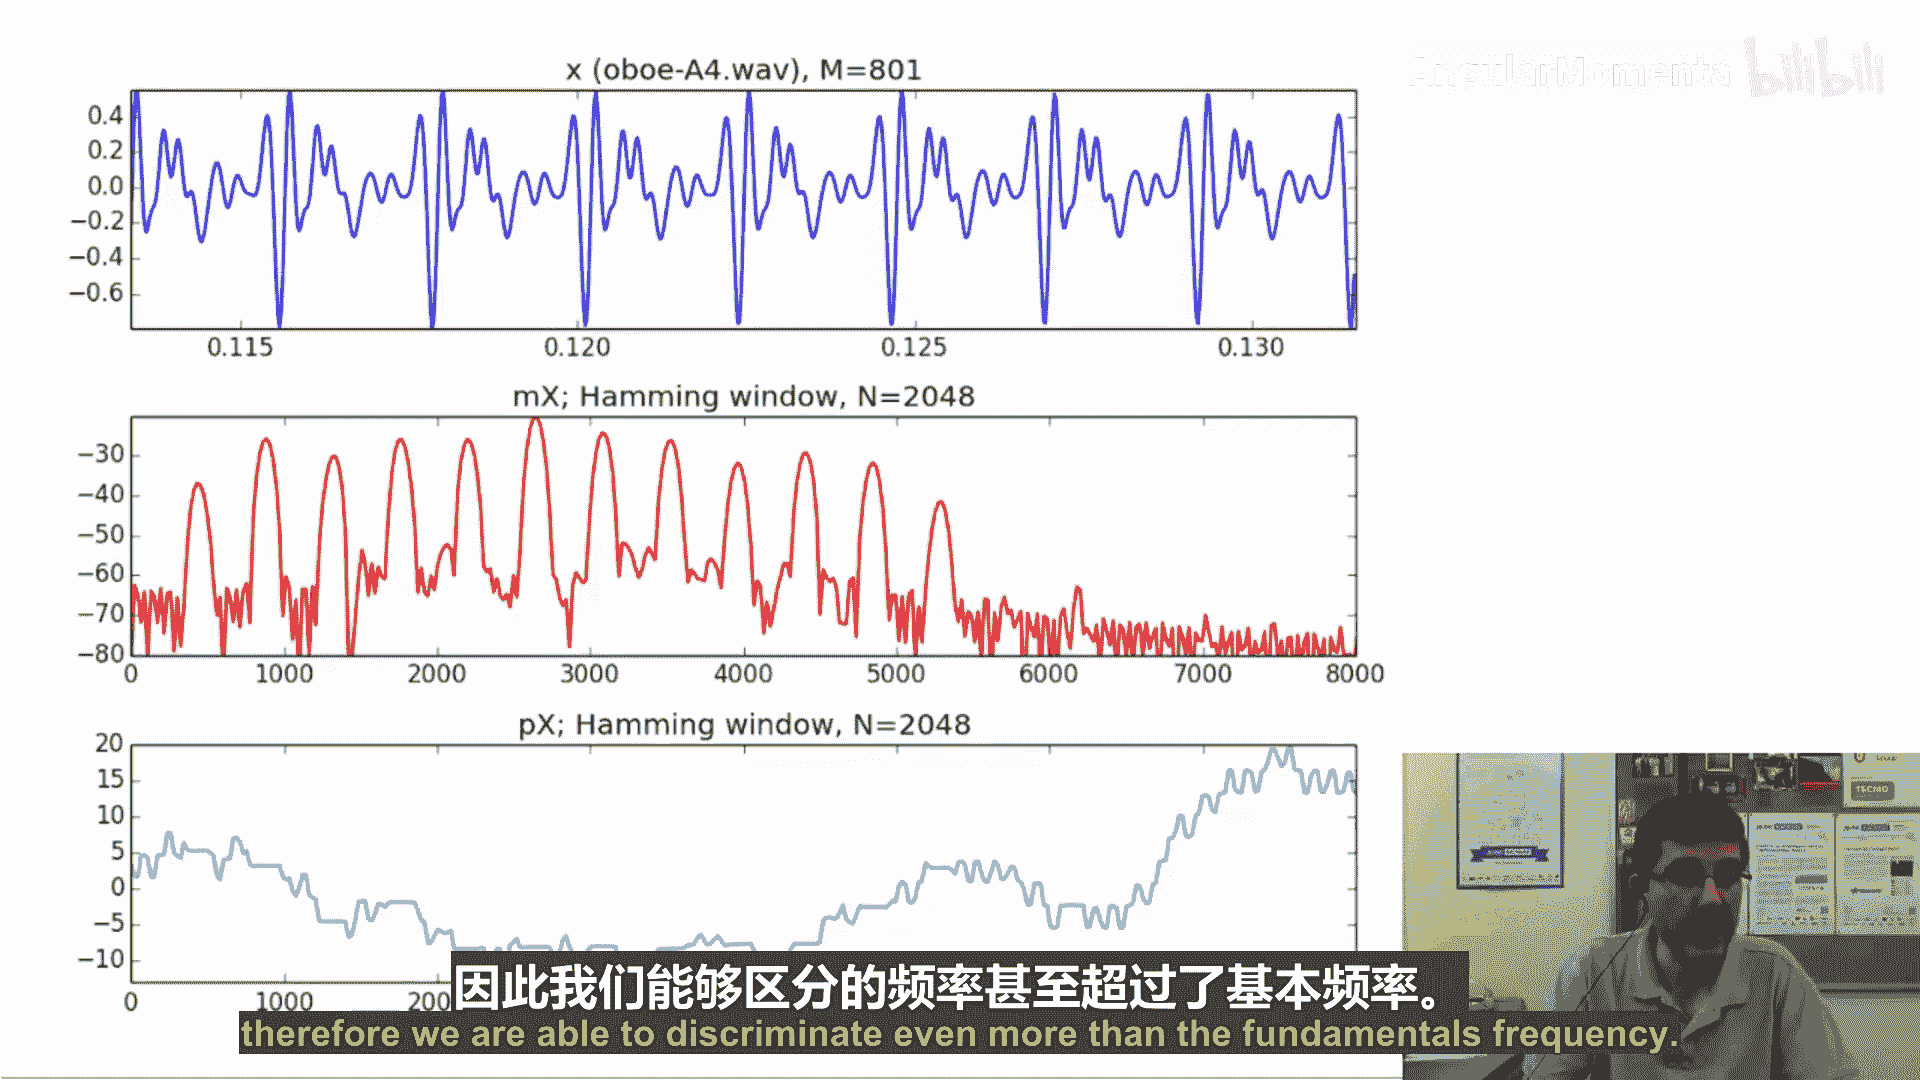 AngularMomenta bilibili
x (oboe-A4.wav), M=801
0.4
0.2
0.0
−0.2
−0.4
−0.6
0.115 0.120 0.125 0.130
mX; Hamming window, N=2048
−30
−40
−50
−60
−70
−80
0 1000 2000 3000 4000 5000 6000 7000 8000
pX; Hamming window, N=2048
20
15
10
5
0
−5
−10
0 1000
TECMO
因此我们能够区分的频率甚至超过了基本频率。
therefore we are able to discriminate even more than the fundamentals frequency.